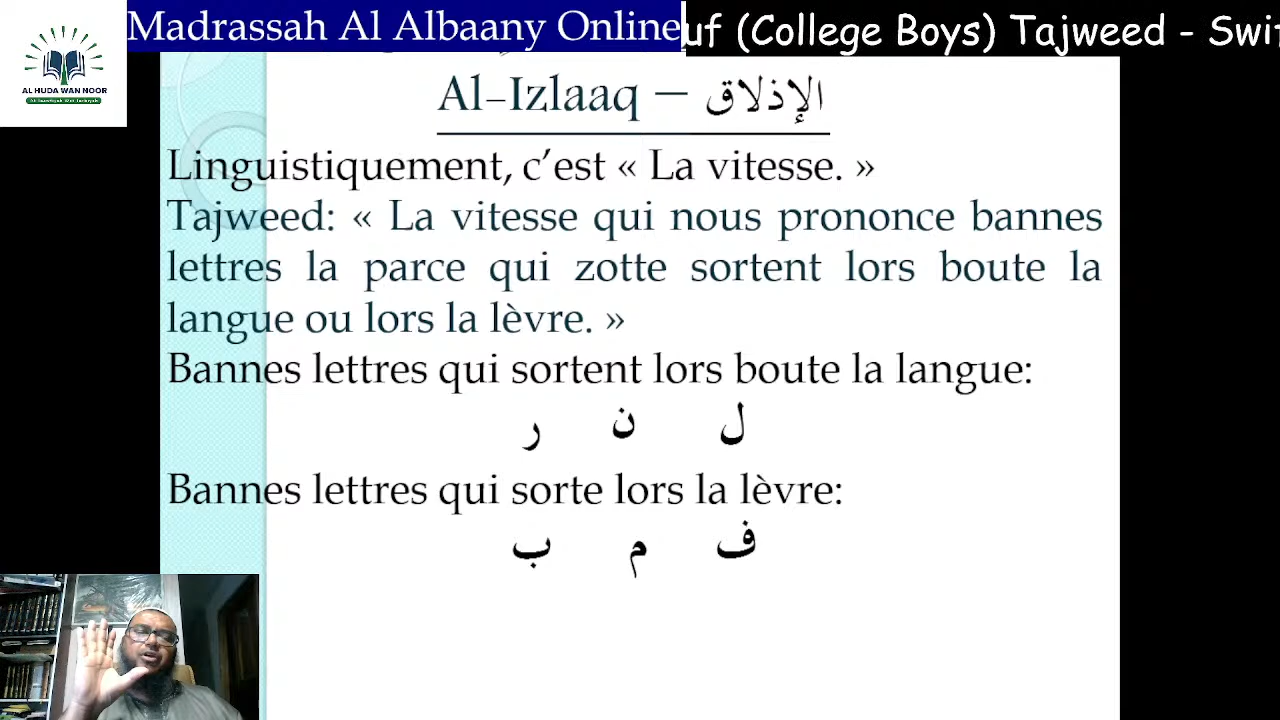 Madrassah Al Albaany Online
uf (College Boys) Tajweed - Swif
AL HUDA WAN NOOR
Al-Izlaaq – الإذلاق
Linguistiquement, c’est « La vitesse. »
Tajweed: « La vitesse qui nous prononce bannes
lettres la parce qui zotte sortent lors boute la
langue ou lors la lèvre. »
Bannes lettres qui sortent lors boute la langue:
ل ن ر
Bannes lettres qui sorte lors la lèvre:
ف م ب